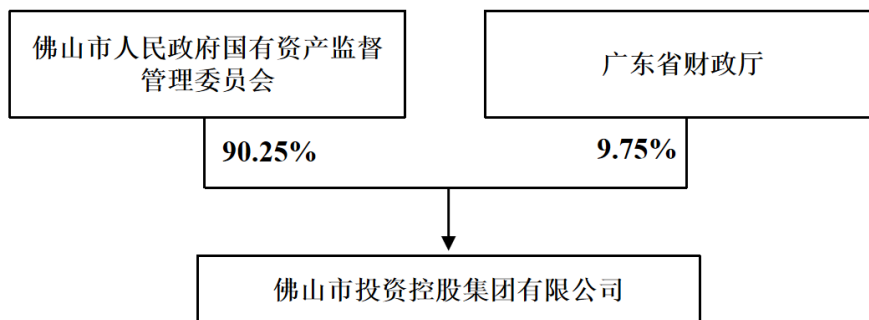 佛山市人民政府国有资产监督
管理委员会
广东省财政厅
90.25%
9.75%
佛山市投资控股集团有限公司